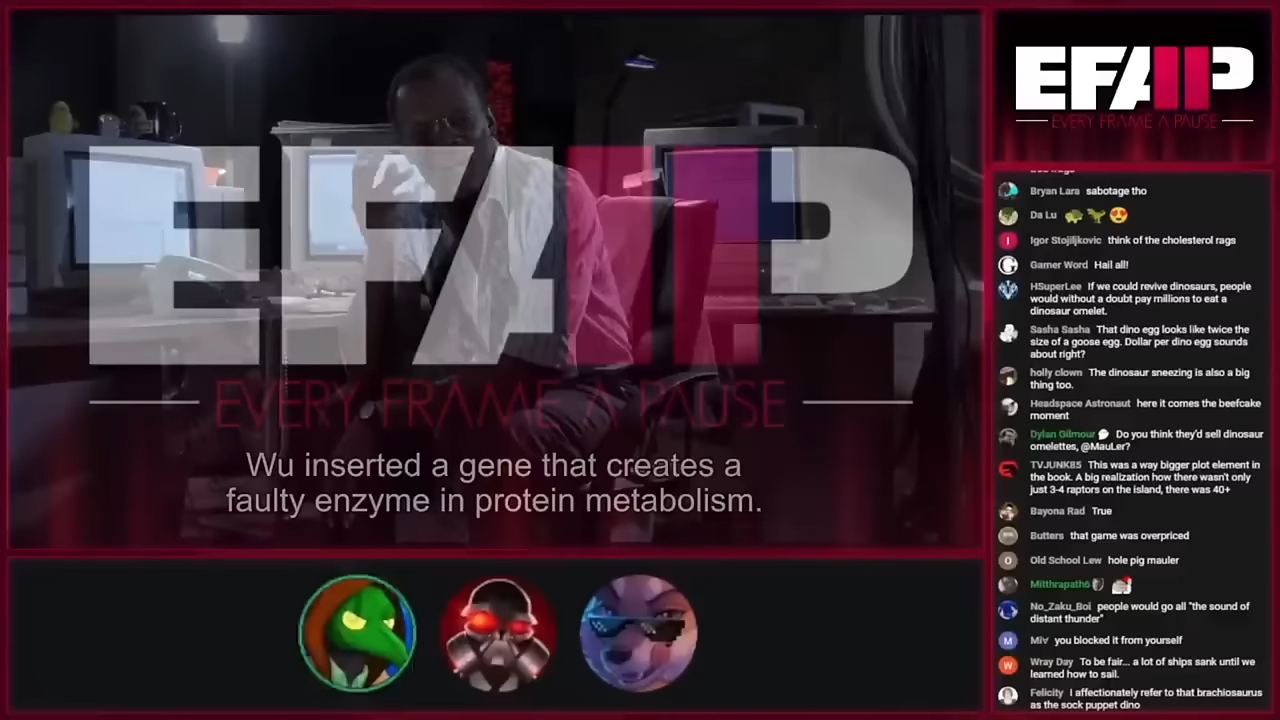 EFAP
EVERY FRAME A PAUSE
Wu inserted a gene that creates a
faulty enzyme in protein metabolism.
EFAP
EVERY FRAME A PAUSE
Bryan Lara sabotage tho
Da Lu 🐢🦖😍
I Igor Stojiljkovic think of the cholesterol rags
Gamer Word Hail all!
HSuperLee If we could revive dinosaurs, people
would without a doubt pay millions to eat a
dinosaur omelet.
Sasha Sasha That dino egg looks like twice the
size of a goose egg. Dollar per dino egg sounds
about right?
holly clown The dinosaur sneezing is also a big
thing too.
Headspace Astronaut here it comes the beefcake
moment
Dylan Gilmour Do you think they'd sell dinosaur
omelettes, @MauLer?
TVJUNK85 This was a way bigger plot element in
the book. A big realization how there wasn't only
just 3-4 raptors on the island, there was 40+
Bayona Rad True
Butters that game was overpriced
O Old School Lew hole pig mauler
Mitthrapath6
No_Zaku_Boi people would go all "the sound of
distant thunder"
M Miv you blocked it from yourself
W Wray Day To be fair... a lot of ships sank until we
learned how to sail.
Felicity I affectionately refer to that brachiosaurus
as the sock puppet dino